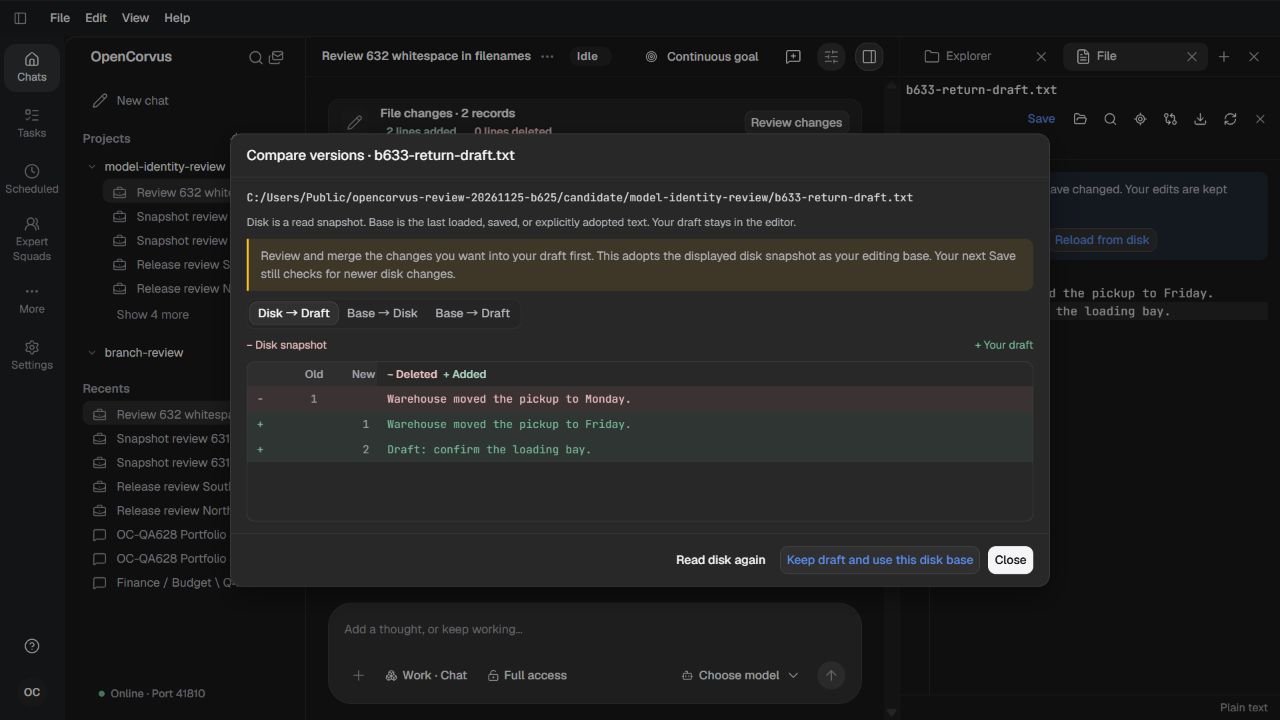 File Edit View Help
OpenCorvus
Review 632 whitespace in filenames ··· Idle
Continuous goal
Explorer
File
Chats
Tasks
Scheduled
Expert
Squads
More
Settings
OC
New chat
Projects
model-identity-review
Review 632 white
Snapshot review
Snapshot review
Release review S
Release review N
Show 4 more
branch-review
Recents
Review 632 whitespa
Snapshot review 631
Snapshot review 631
Release review Sout
Release review Nort
OC-QA628 Portfolio
OC-QA628 Portfolio
Finance / Budget \ Q
Online · Port 41810
File changes · 2 records
2 lines added 0 lines deleted
Review changes
Compare versions · b633-return-draft.txt
C:/Users/Public/opencorvus-review-20261125-b625/candidate/model-identity-review/b633-return-draft.txt
Disk is a read snapshot. Base is the last loaded, saved, or explicitly adopted text. Your draft stays in the editor.
Review and merge the changes you want into your draft first. This adopts the displayed disk snapshot as your editing base. Your next Save
still checks for newer disk changes.
Disk → Draft Base → Disk Base → Draft
− Disk snapshot + Your draft
Old New − Deleted + Added
- 1 Warehouse moved the pickup to Monday.
+ 1 Warehouse moved the pickup to Friday.
+ 2 Draft: confirm the loading bay.
Read disk again Keep draft and use this disk base Close
Add a thought, or keep working...
Work · Chat Full access Choose model
b633-return-draft.txt
Save
ave changed. Your edits are kept
Reload from disk
d the pickup to Friday.
the loading bay.
Plain text